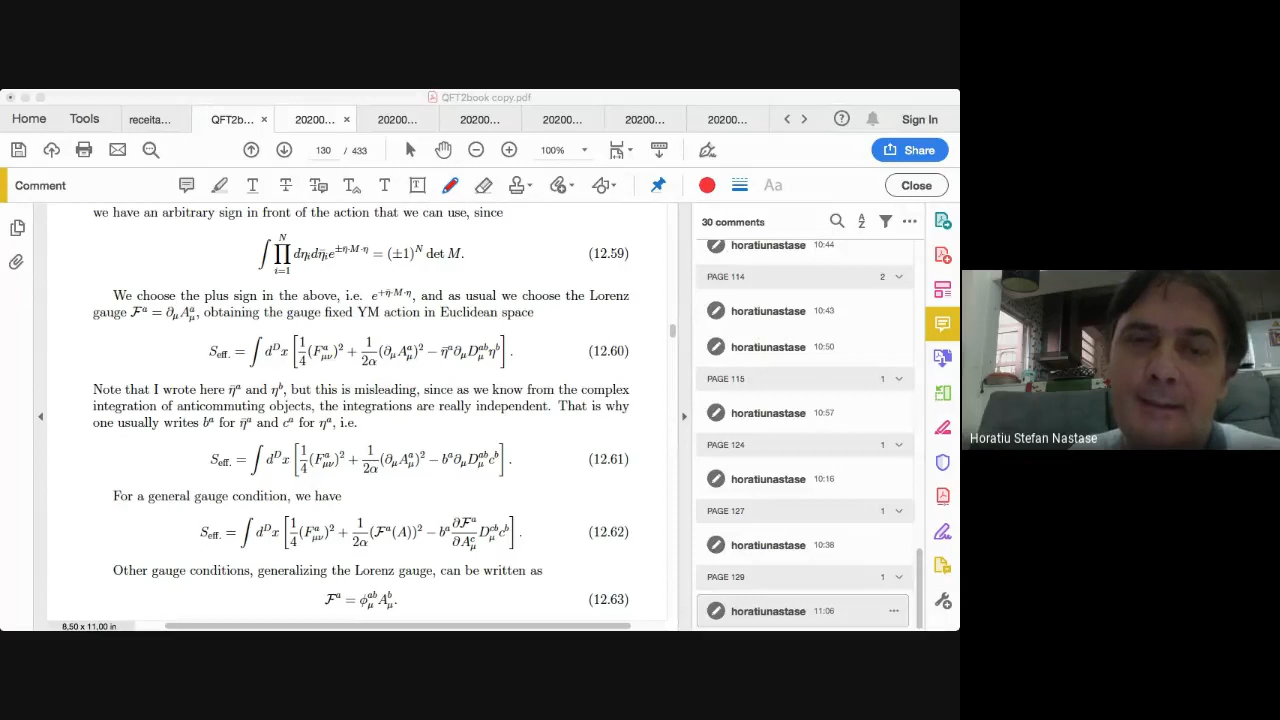 QFT2book copy.pdf
Home Tools receita... QFT2b... × 20200... × 20200... 20200... 20200... 20200... 20200... Sign In
130 / 433 100% Share
Comment Close
we have an arbitrary sign in front of the action that we can use, since
∫ ∏_{i=1}^{N} dη_i dη̄_i e^{±η̄·M·η} = (±1)^N det M. (12.59)
We choose the plus sign in the above, i.e. e^{+η̄·M·η}, and as usual we choose the Lorenz
gauge 𝓕^a = ∂_μ A^a_μ, obtaining the gauge fixed YM action in Euclidean space
S_eff. = ∫ d^D x [ 1/4 (F^a_{μν})^2 + 1/2α (∂_μ A^a_μ)^2 − η̄^a ∂_μ D^{ab}_μ η^b ] . (12.60)
Note that I wrote here η̄^a and η^b, but this is misleading, since as we know from the complex
integration of anticommuting objects, the integrations are really independent. That is why
one usually writes b^a for η̄^a and c^a for η^a, i.e.
S_eff. = ∫ d^D x [ 1/4 (F^a_{μν})^2 + 1/2α (∂_μ A^a_μ)^2 − b^a ∂_μ D^{ab}_μ c^b ] . (12.61)
For a general gauge condition, we have
S_eff. = ∫ d^D x [ 1/4 (F^a_{μν})^2 + 1/2α (𝓕^a(A))^2 − b^a ∂𝓕^a/∂A^c_μ D^{cb}_μ c^b ] . (12.62)
Other gauge conditions, generalizing the Lorenz gauge, can be written as
𝓕^a = φ^{ab}_μ A^b_μ. (12.63)
8,50 x 11,00 in
30 comments
horatiunastase 10:44
PAGE 114 2
horatiunastase 10:43
horatiunastase 10:50
PAGE 115 1
horatiunastase 10:57
PAGE 124 1
horatiunastase 10:16
PAGE 127 1
horatiunastase 10:38
PAGE 129 1
horatiunastase 11:06
Horatiu Stefan Nastase